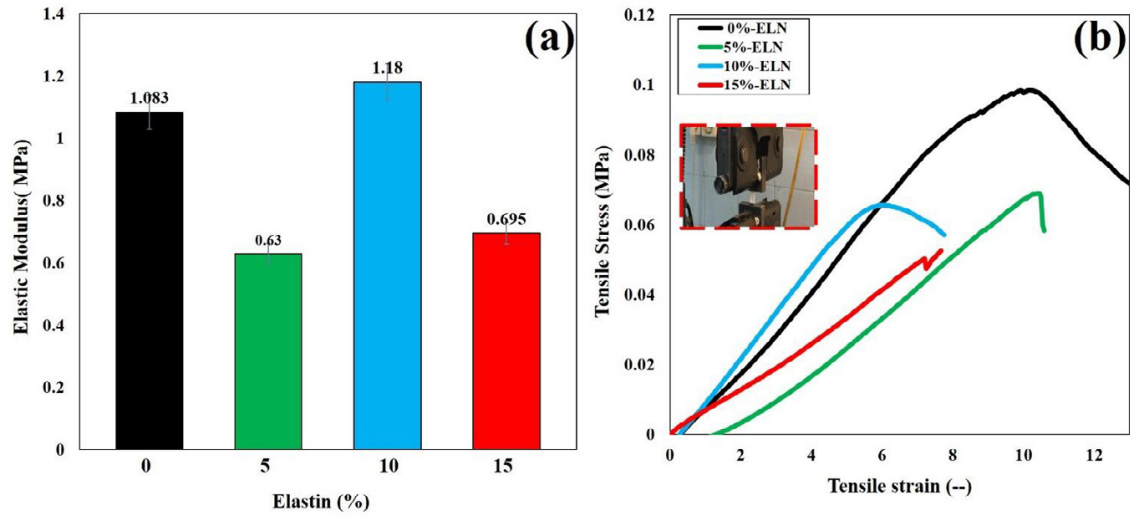 (a)
1.4
1.2
1
0.8
0.6
0.4
0.2
0
Elastic Modulus( MPa)
1.083
0.63
1.18
0.695
0 5 10 15
Elastin (%)
(b)
0.12
0.1
0.08
0.06
0.04
0.02
0
Tensile Stress (MPa)
0%-ELN
5%-ELN
10%-ELN
15%-ELN
0 2 4 6 8 10 12
Tensile strain (--)